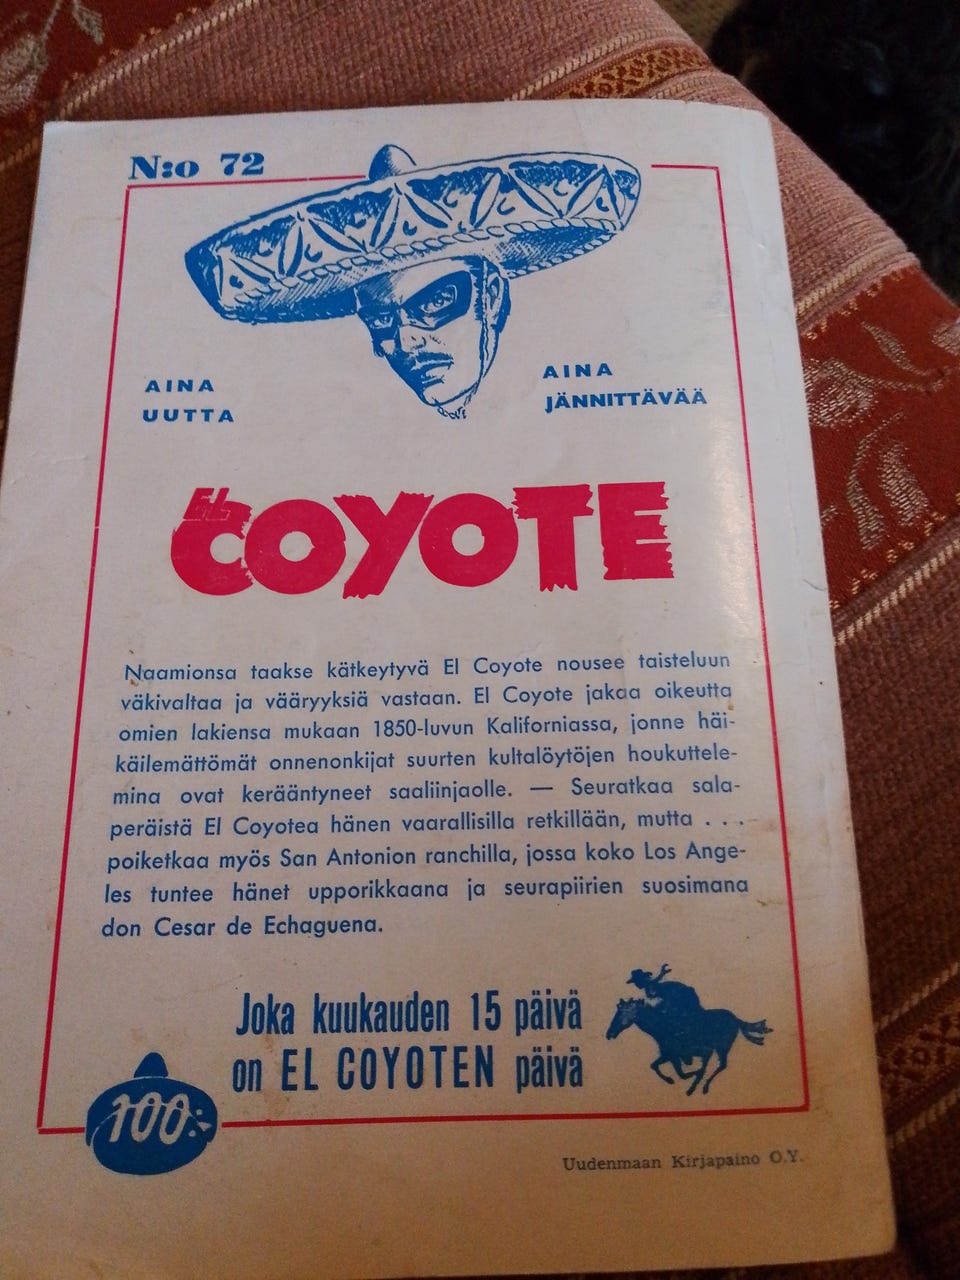 N:o 72
AINA
UUTTA
AINA
JÄNNITTÄVÄÄ
EL COYOTE
Naamionsa taakse kätkeytyvä El Coyote nousee taisteluun
väkivaltaa ja vääryyksiä vastaan. El Coyote jakaa oikeutta
omien lakiensa mukaan 1850-luvun Kaliforniassa, jonne häi-
käilemättömät onnenonkijat suurten kultalöytöjen houkuttele-
mina ovat kerääntyneet saaliinjaolle. — Seuratkaa sala-
peräistä El Coyotea hänen vaarallisilla retkillään, mutta . . .
poiketkaa myös San Antonion ranchilla, jossa koko Los Ange-
les tuntee hänet upporikkaana ja seurapiirien suosimana
don Cesar de Echaguena.
Joka kuukauden 15 päivä
on EL COYOTEN päivä
100:-
Uudenmaan Kirjapaino O.Y.